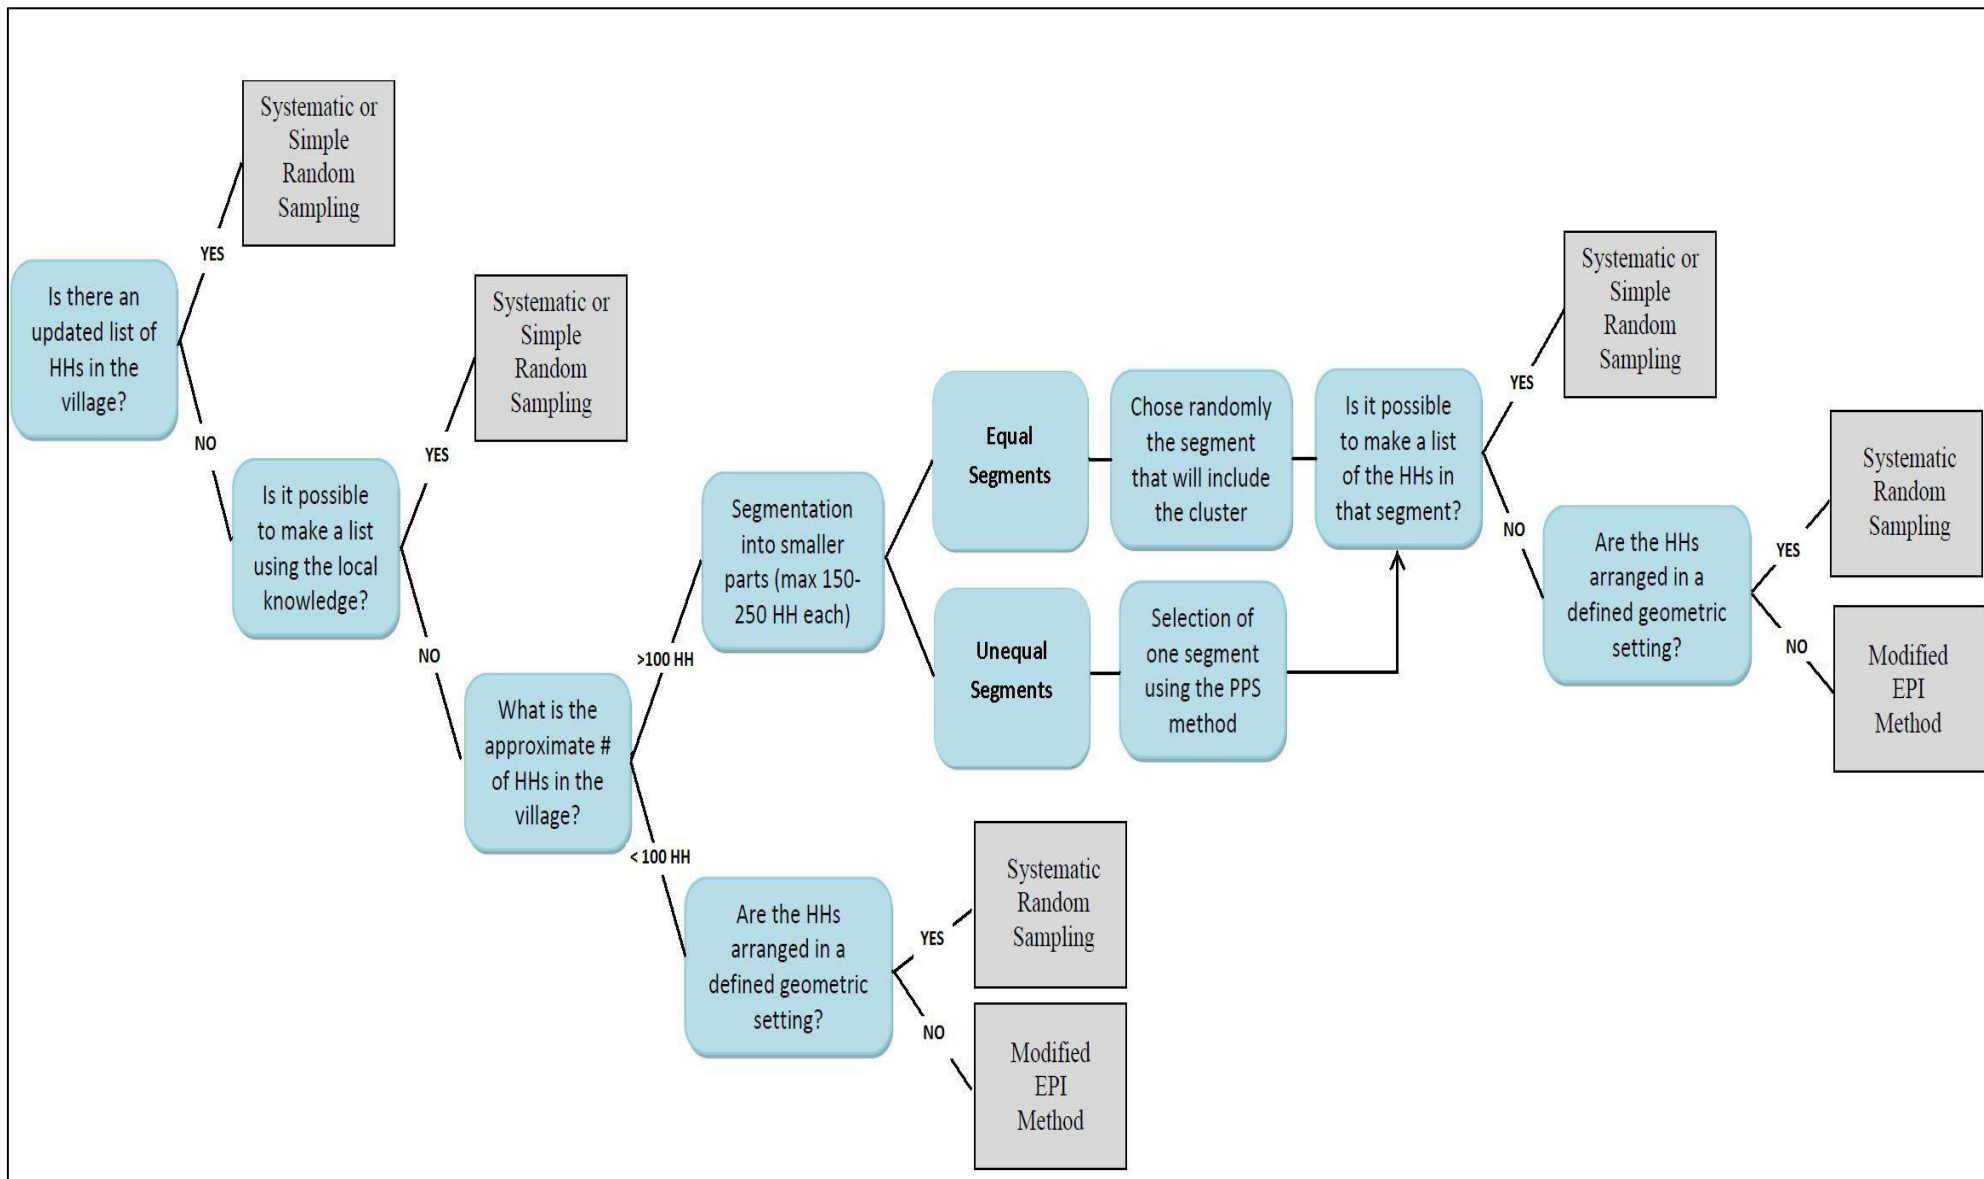 Systematic or
Simple
Random
Sampling
YES
Is there an
updated list of
HHs in the
village?
NO
Systematic or
Simple
Random
Sampling
YES
Is it possible
to make a list
using the local
knowledge?
NO
What is the
approximate #
of HHs in the
village?
>100 HH
Segmentation
into smaller
parts (max 150-
250 HH each)
Equal
Segments
Chose randomly
the segment
that will include
the cluster
Unequal
Segments
Selection of
one segment
using the PPS
method
Is it possible
to make a list
of the HHs in
that segment?
YES
Systematic or
Simple
Random
Sampling
NO
Are the HHs
arranged in a
defined geometric
setting?
YES
Systematic
Random
Sampling
NO
Modified
EPI
Method
< 100 HH
Are the HHs
arranged in a
defined geometric
setting?
YES
Systematic
Random
Sampling
NO
Modified
EPI
Method